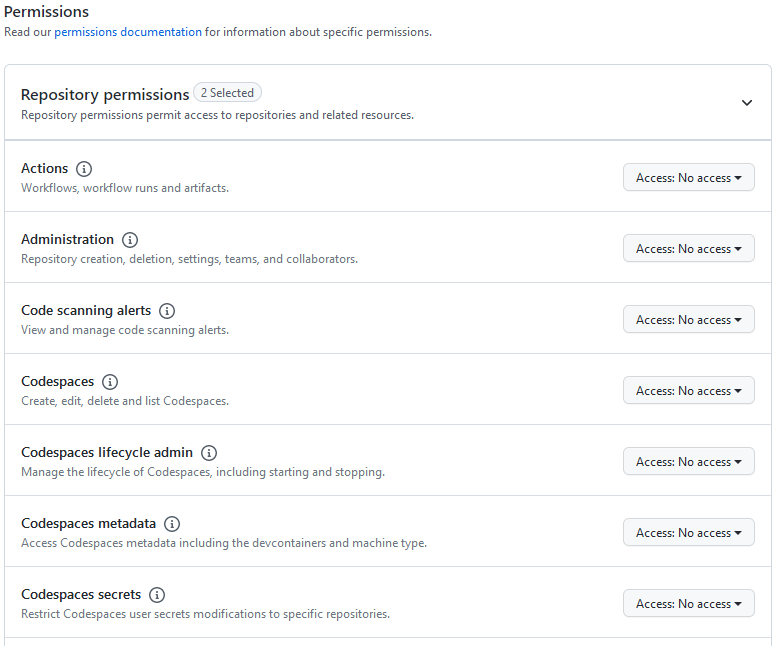 Permissions
Read our permissions documentation for information about specific permissions.
Repository permissions 2 Selected
Repository permissions permit access to repositories and related resources.
Actions
Workflows, workflow runs and artifacts.
Access: No access
Administration
Repository creation, deletion, settings, teams, and collaborators.
Access: No access
Code scanning alerts
View and manage code scanning alerts.
Access: No access
Codespaces
Create, edit, delete and list Codespaces.
Access: No access
Codespaces lifecycle admin
Manage the lifecycle of Codespaces, including starting and stopping.
Access: No access
Codespaces metadata
Access Codespaces metadata including the devcontainers and machine type.
Access: No access
Codespaces secrets
Restrict Codespaces user secrets modifications to specific repositories.
Access: No access